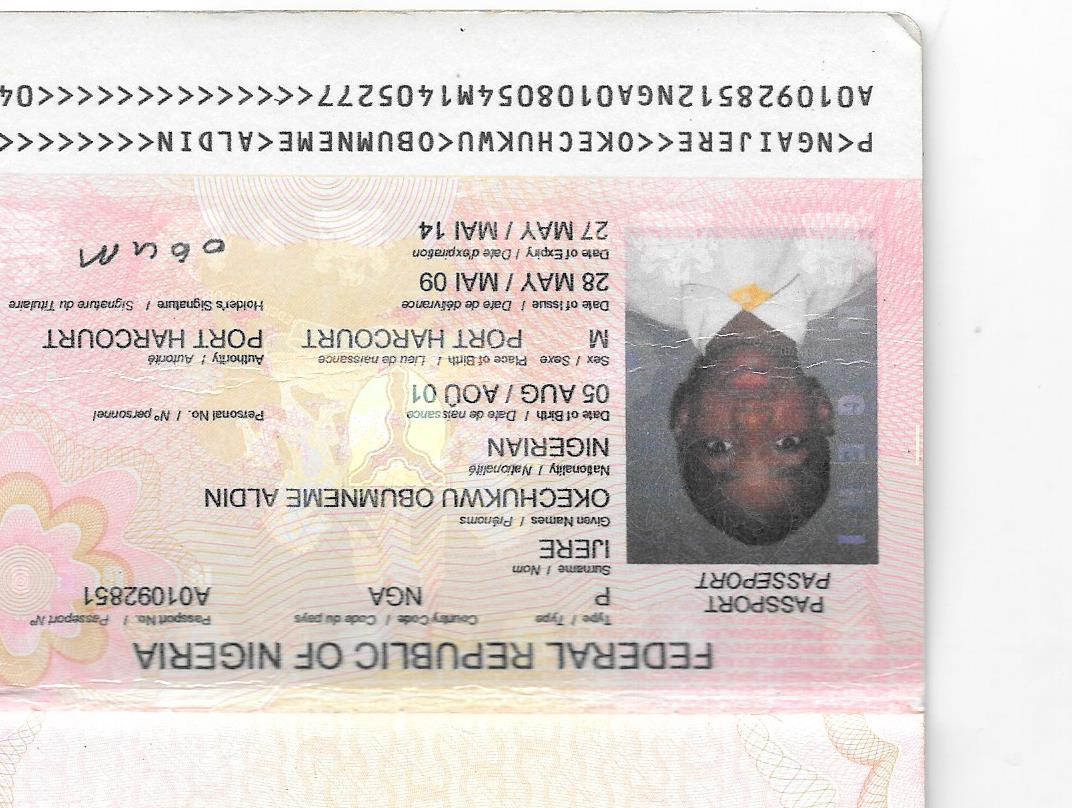 FEDERAL REPUBLIC OF NIGERIA
PASSPORT
PASSEPORT
Type / Type
P
Country Code / Code du pays
NGA
Passport No. / Passeport Nº
A01092851
Surname / Nom
IJERE
Given Names / Prénoms
OKECHUKWU OBUMNEME ALDIN
Nationality / Nationalité
NIGERIAN
Date of Birth / Date de naissance
05 AUG / AOÛ 01
Personal No. / Nº personnel
Sex / Sexe
M
Place of Birth / Lieu de naissance
PORT HARCOURT
Authority / Autorité
PORT HARCOURT
Date of Issue / Date de délivrance
28 MAY / MAI 09
Holder's Signature / Signature du Titulaire
Date of Expiry / Date d'expiration
27 MAY / MAI 14
obum
P<NGAIJERE<<OKECHUKWU<OBUMNEME<ALDIN<<<<<<<<
A010928512NGA0108054M1405277<<<<<<<<<<<<<<04